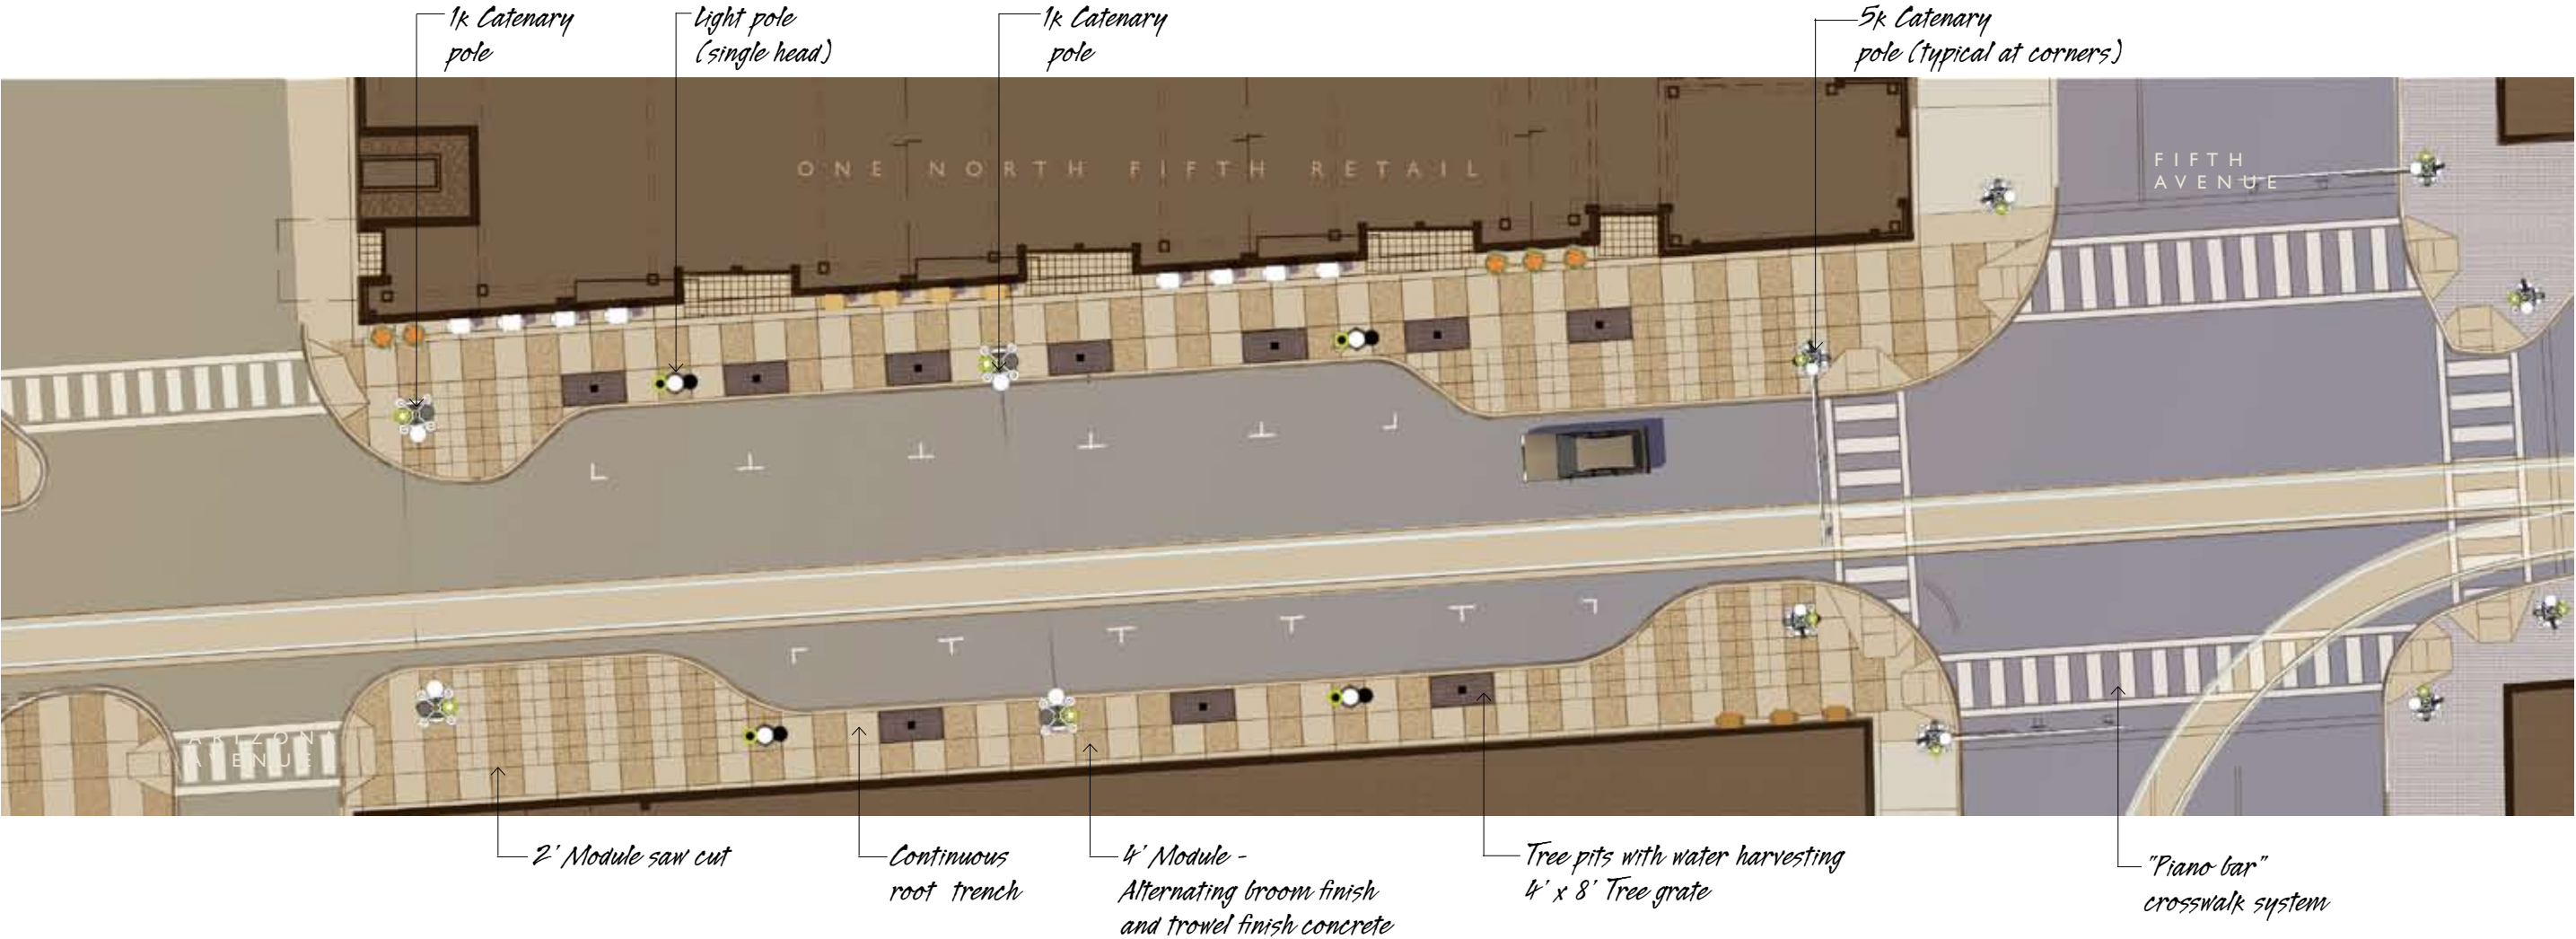 1k Catenary
pole
Light pole
(single head)
1k Catenary
pole
5k Catenary
pole (typical at corners)
ONE NORTH FIFTH RETAIL
FIFTH
AVENUE
ARIZONA
AVENUE
2' Module saw cut
Continuous
root trench
4' Module -
Alternating broom finish
and trowel finish concrete
Tree pits with water harvesting
4' x 8' Tree grate
"Piano bar"
crosswalk system